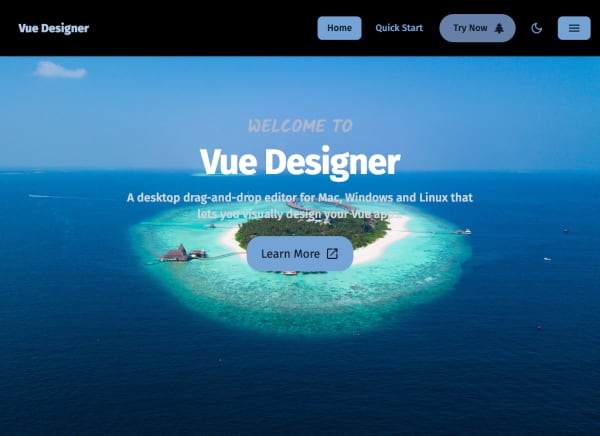 Vue Designer
Home
Quick Start
Try Now
WELCOME TO
Vue Designer
A desktop drag-and-drop editor for Mac, Windows and Linux that
lets you visually design your Vue apps.
Learn More